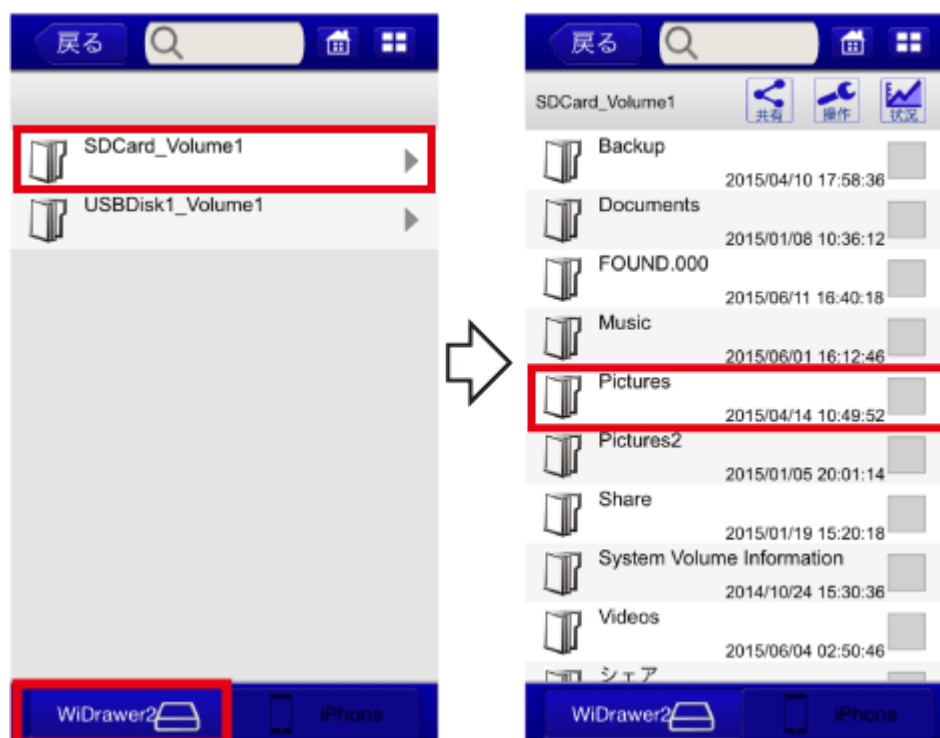 戻る
SDCard_Volume1
USBDisk1_Volume1
WiDrawer2
iPhone
戻る
SDCard_Volume1
共有
操作
状況
Backup
2015/04/10 17:58:36
Documents
2015/01/08 10:36:12
FOUND.000
2015/06/11 16:40:18
Music
2015/06/01 16:12:46
Pictures
2015/04/14 10:49:52
Pictures2
2015/01/05 20:01:14
Share
2015/01/19 15:20:18
System Volume Information
2014/10/24 15:30:36
Videos
2015/06/04 02:50:46
シェア
WiDrawer2
iPhone